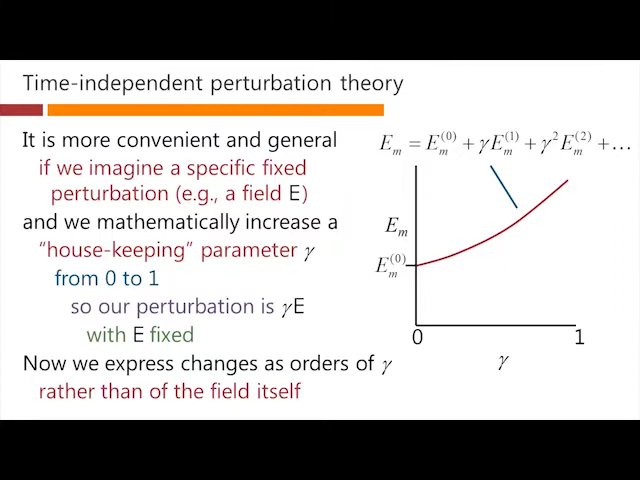 Time-independent perturbation theory
It is more convenient and general
if we imagine a specific fixed
perturbation (e.g., a field E)
and we mathematically increase a
“house-keeping” parameter γ
from 0 to 1
so our perturbation is γE
with E fixed
Now we express changes as orders of γ
rather than of the field itself
E_m = E_m^{(0)} + γE_m^{(1)} + γ^2 E_m^{(2)} + …
E_m
E_m^{(0)}
0 1
γ